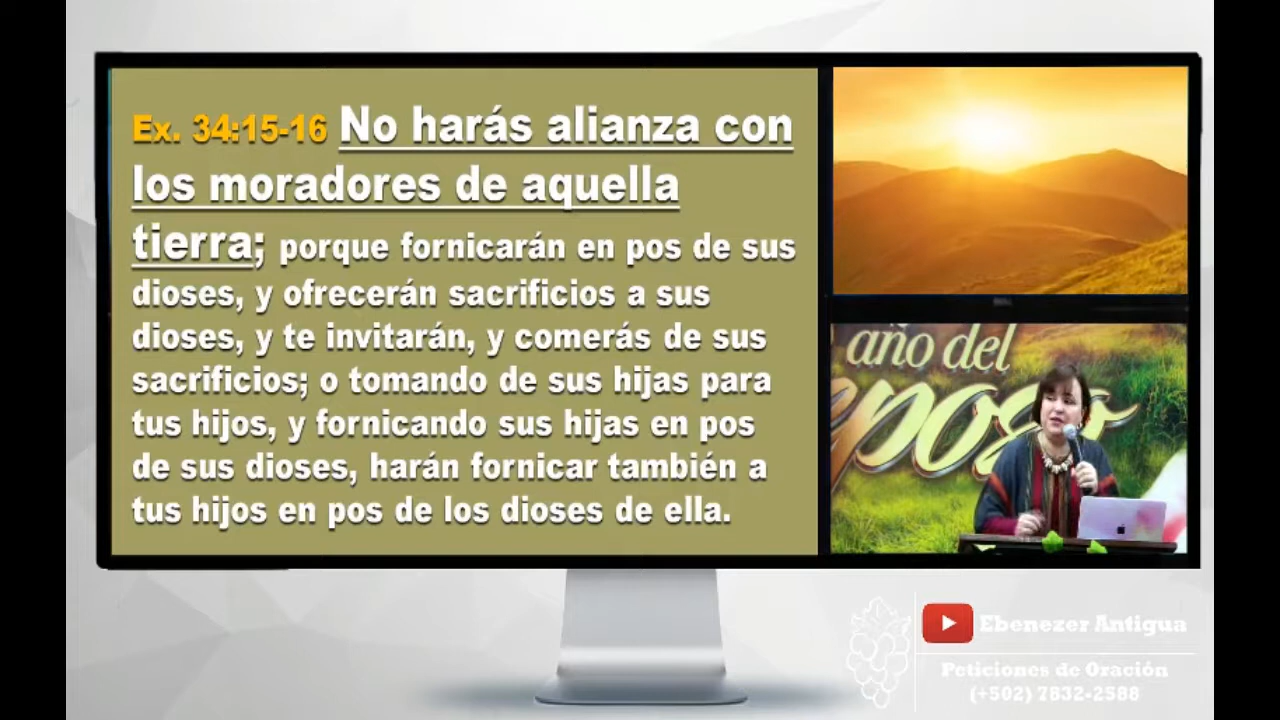 Ex. 34:15-16 No harás alianza con
los moradores de aquella
tierra; porque fornicarán en pos de sus
dioses, y ofrecerán sacrificios a sus
dioses, y te invitarán, y comerás de sus
sacrificios; o tomando de sus hijas para
tus hijos, y fornicando sus hijas en pos
de sus dioses, harán fornicar también a
tus hijos en pos de los dioses de ella.
año del
Ebenezer Antigua
Peticiones de Oración
(+502) 7832-2588